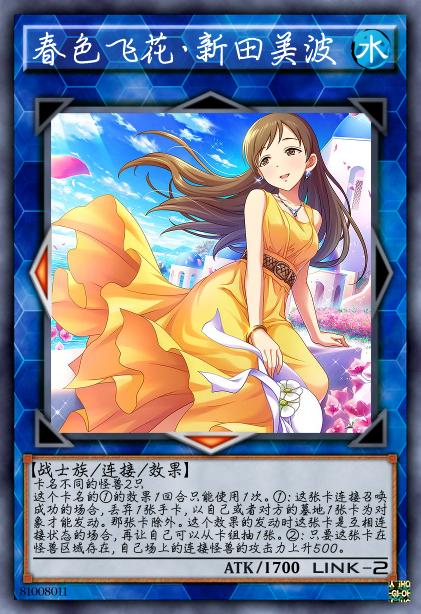 春色飞花·新田美波
水
【战士族/连接/效果】
卡名不同的怪兽2只
这个卡名的①的效果1回合只能使用1次。①：这张卡连接召唤
成功的场合，丢弃1张手卡，以自己或者对方的墓地1张卡为对
象才能发动。那张卡除外。这个效果的发动时这张卡是互相连
接状态的场合，再让自己可以从卡组抽1张。②：只要这张卡在
怪兽区域存在，自己场上的连接怪兽的攻击力上升500。
ATK/1700 LINK-2
81008011